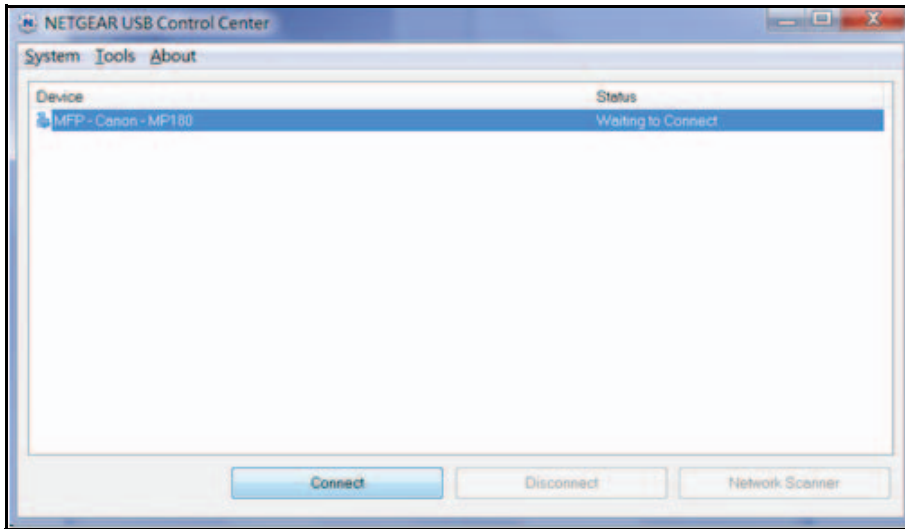 NETGEAR USB Control Center
System Tools About
Device Status
MFP - Canon - MP180 Waiting to Connect
Connect Disconnect Network Scanner